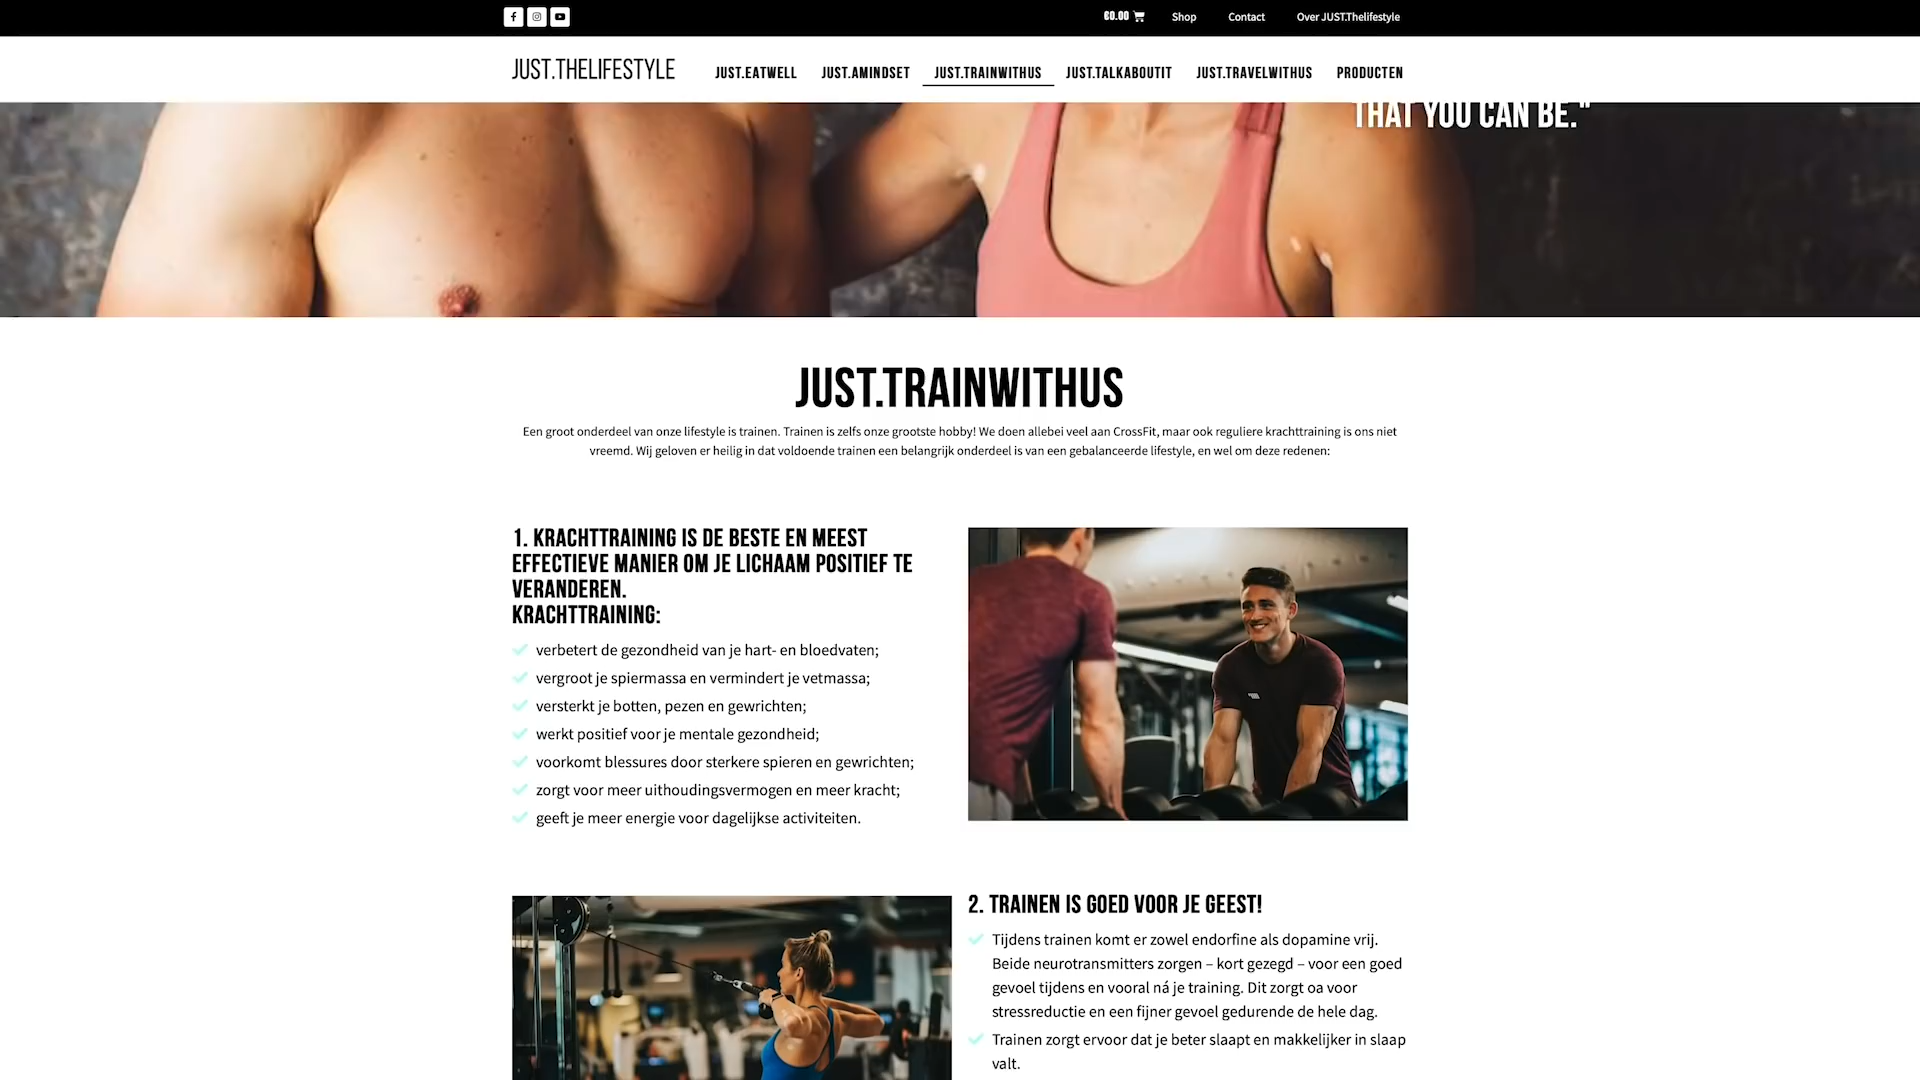 €0.00
Shop
Contact
Over JUST.Thelifestyle
JUST.THELIFESTYLE
JUST.EATWELL
JUST.AMINDSET
JUST.TRAINWITHUS
JUST.TALKABOUTIT
JUST.TRAVELWITHUS
PRODUCTEN
THAT YOU CAN BE."
JUST.TRAINWITHUS
Een groot onderdeel van onze lifestyle is trainen. Trainen is zelfs onze grootste hobby! We doen allebei veel aan CrossFit, maar ook reguliere krachttraining is ons niet
vreemd. Wij geloven er heilig in dat voldoende trainen een belangrijk onderdeel is van een gebalanceerde lifestyle, en wel om deze redenen:
1. KRACHTTRAINING IS DE BESTE EN MEEST
EFFECTIEVE MANIER OM JE LICHAAM POSITIEF TE
VERANDEREN.
KRACHTTRAINING:
verbetert de gezondheid van je hart- en bloedvaten;
vergroot je spiermassa en vermindert je vetmassa;
versterkt je botten, pezen en gewrichten;
werkt positief voor je mentale gezondheid;
voorkomt blessures door sterkere spieren en gewrichten;
zorgt voor meer uithoudingsvermogen en meer kracht;
geeft je meer energie voor dagelijkse activiteiten.
2. TRAINEN IS GOED VOOR JE GEEST!
Tijdens trainen komt er zowel endorfine als dopamine vrij.
Beide neurotransmitters zorgen – kort gezegd – voor een goed
gevoel tijdens en vooral ná je training. Dit zorgt oa voor
stressreductie en een fijner gevoel gedurende de hele dag.
Trainen zorgt ervoor dat je beter slaapt en makkelijker in slaap
valt.